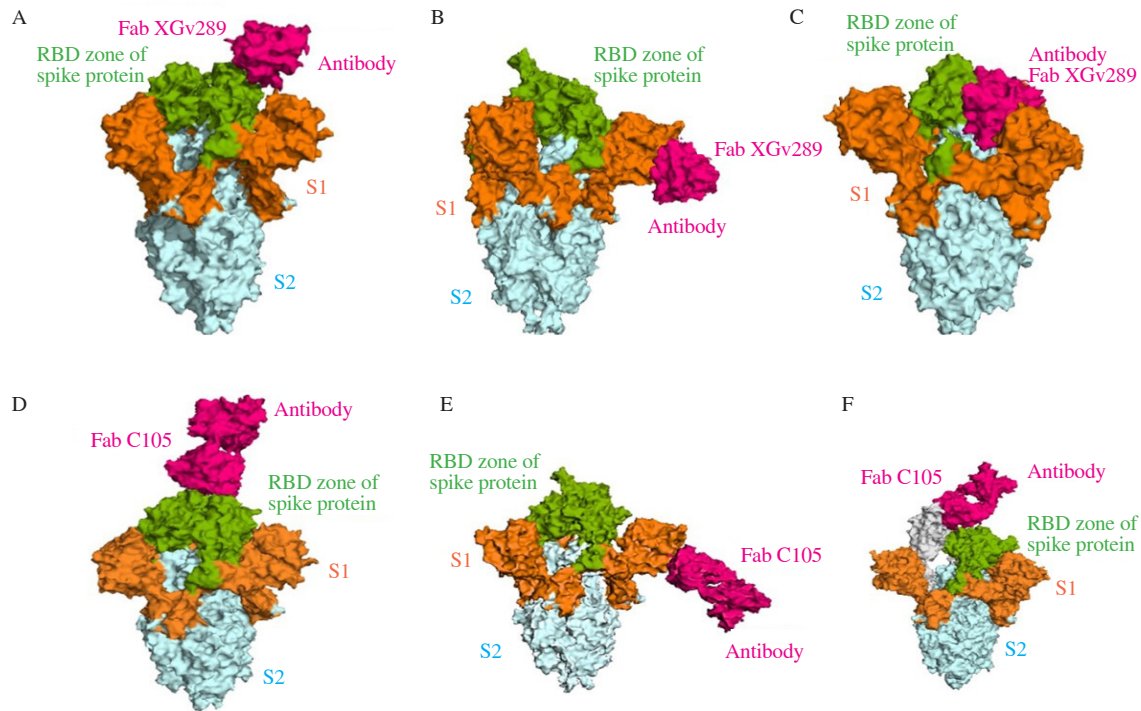 A
Fab XGv289
RBD zone of
spike protein
Antibody
S1
S2
B
RBD zone of
spike protein
Fab XGv289
S1
Antibody
S2
C
RBD zone of
spike protein
Antibody
Fab XGv289
S1
S2
D
Antibody
Fab C105
RBD zone of
spike protein
S1
S2
E
RBD zone of
spike protein
S1
Fab C105
S2
Antibody
F
Fab C105
Antibody
RBD zone of
spike protein
S1
S2